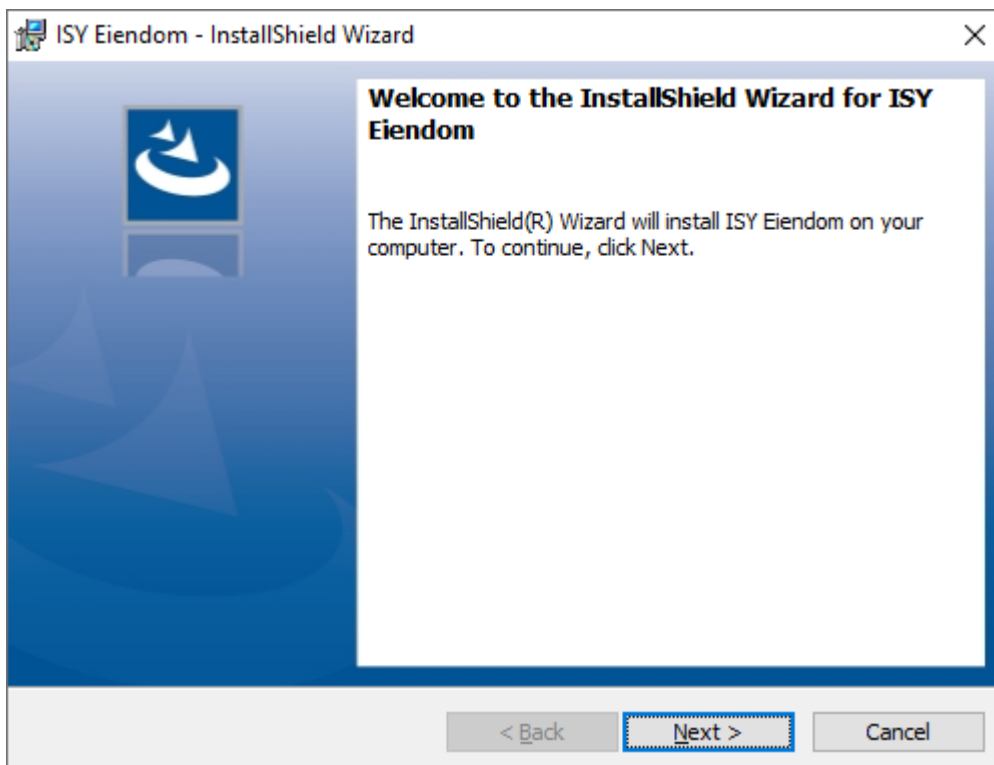 ISY Eiendom - InstallShield Wizard
Welcome to the InstallShield Wizard for ISY
Eiendom
The InstallShield(R) Wizard will install ISY Eiendom on your
computer. To continue, click Next.
< Back
Next >
Cancel